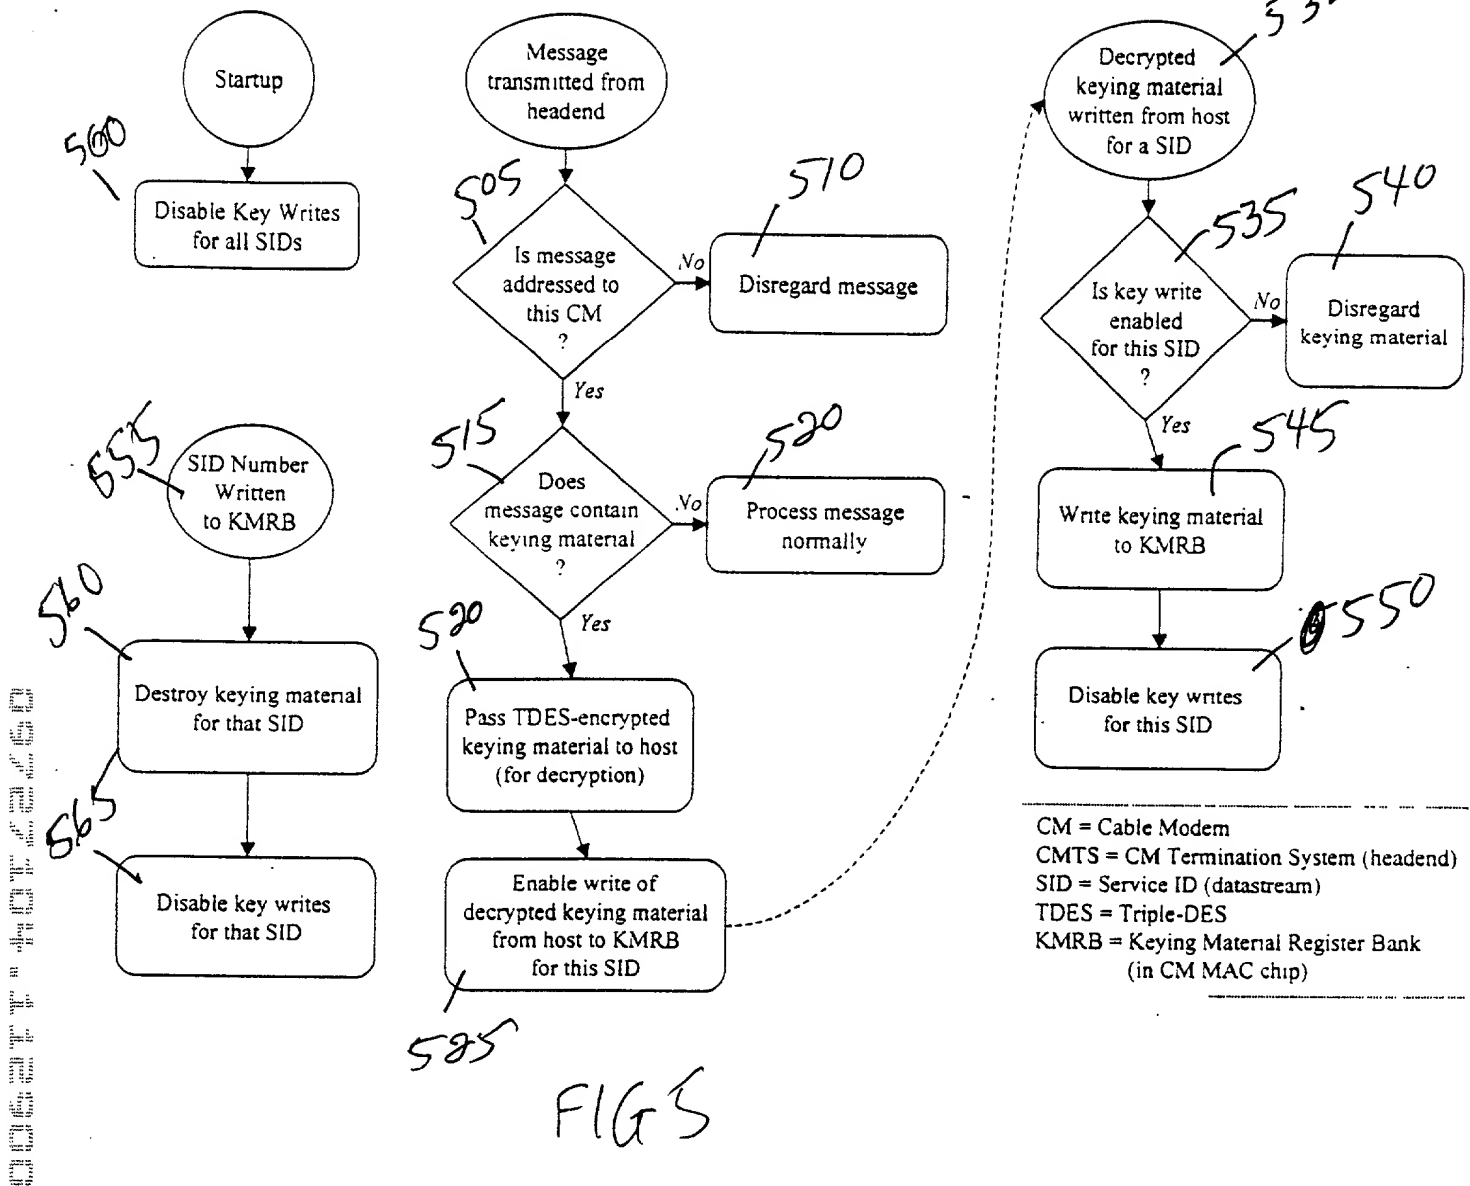 Startup
500
Disable Key Writes
for all SIDs
555
SID Number
Written
to KMRB
560
Destroy keying material
for that SID
565
Disable key writes
for that SID
Message
transmitted from
headend
505
Is message
addressed to
this CM
?
No
510
Disregard message
Yes
515
Does
message contain
keying material
?
No
520
Process message
normally
Yes
520
Pass TDES-encrypted
keying material to host
(for decryption)
Enable write of
decrypted keying material
from host to KMRB
for this SID
525
Decrypted
keying material
written from host
for a SID
535
Is key write
enabled
for this SID
?
No
540
Disregard
keying material
Yes
545
Write keying material
to KMRB
550
Disable key writes
for this SID
CM = Cable Modem
CMTS = CM Termination System (headend)
SID = Service ID (datastream)
TDES = Triple-DES
KMRB = Keying Material Register Bank
(in CM MAC chip)
FIG 5